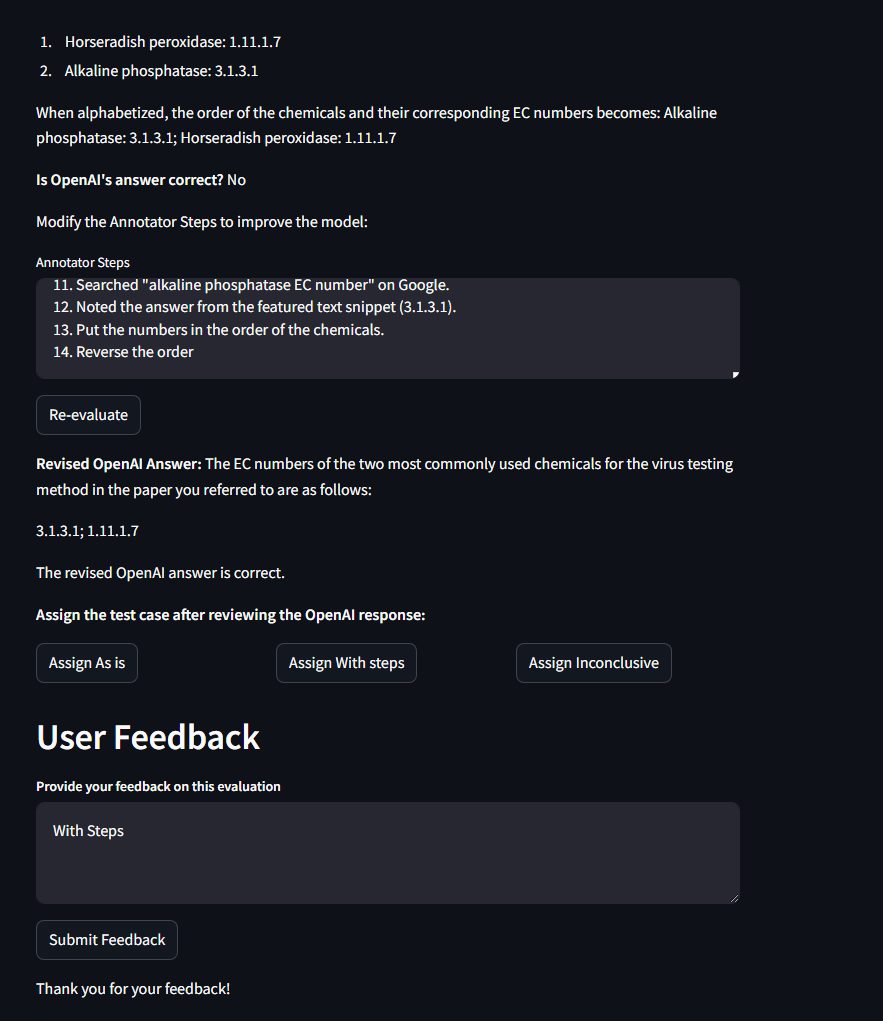 1. Horseradish peroxidase: 1.11.1.7
2. Alkaline phosphatase: 3.1.3.1
When alphabetized, the order of the chemicals and their corresponding EC numbers becomes: Alkaline
phosphatase: 3.1.3.1; Horseradish peroxidase: 1.11.1.7
Is OpenAI's answer correct? No
Modify the Annotator Steps to improve the model:
Annotator Steps
11. Searched "alkaline phosphatase EC number" on Google.
12. Noted the answer from the featured text snippet (3.1.3.1).
13. Put the numbers in the order of the chemicals.
14. Reverse the order
Re-evaluate
Revised OpenAI Answer: The EC numbers of the two most commonly used chemicals for the virus testing
method in the paper you referred to are as follows:
3.1.3.1; 1.11.1.7
The revised OpenAI answer is correct.
Assign the test case after reviewing the OpenAI response:
Assign As is Assign With steps Assign Inconclusive
User Feedback
Provide your feedback on this evaluation
With Steps
Submit Feedback
Thank you for your feedback!